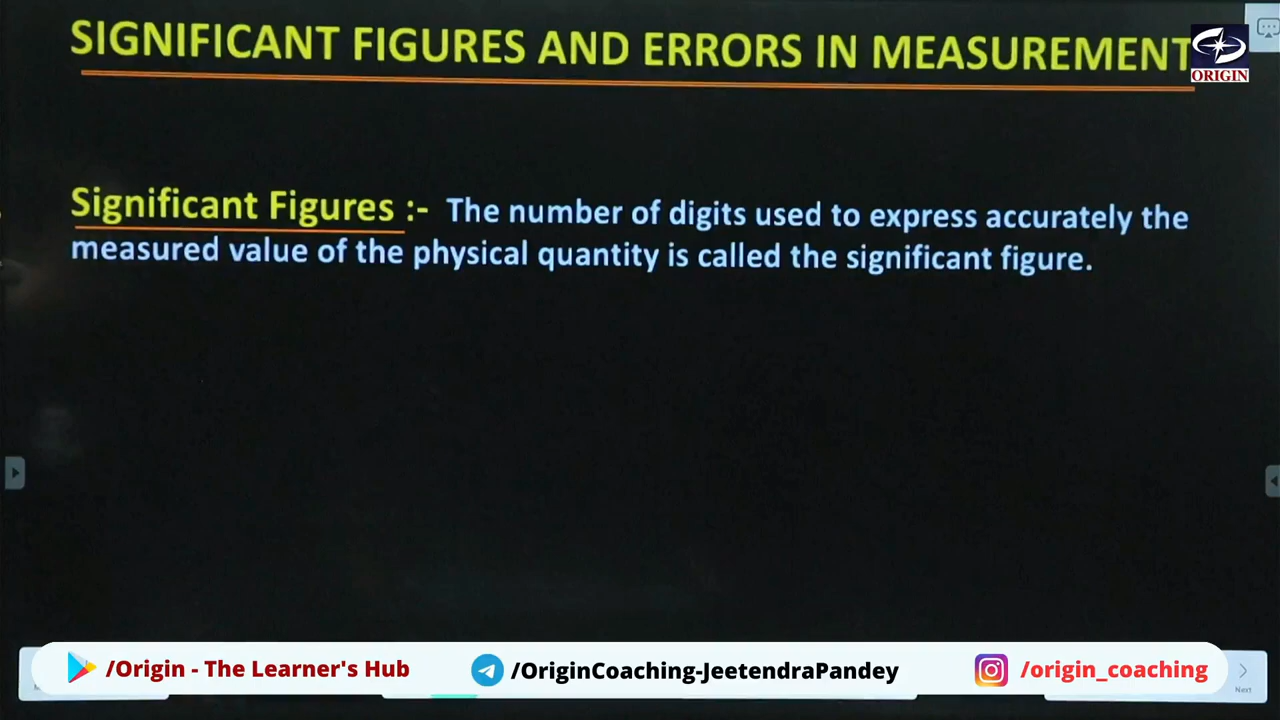 SIGNIFICANT FIGURES AND ERRORS IN MEASUREMENT
ORIGIN
Significant Figures :- The number of digits used to express accurately the
measured value of the physical quantity is called the significant figure.
/Origin - The Learner's Hub
/OriginCoaching-JeetendraPandey
/origin_coaching
Next